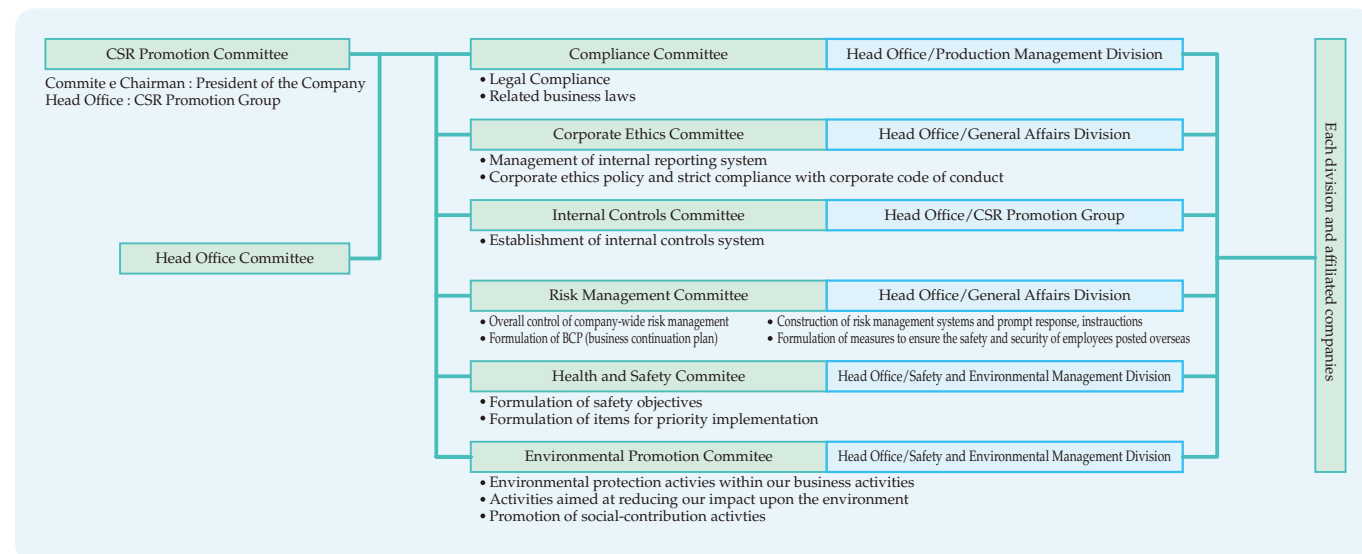 CSR Promotion Committee
Commite e Chairman : President of the Company
Head Office : CSR Promotion Group
Head Office Committee
Compliance Committee
Head Office/Production Management Division
• Legal Compliance
• Related business laws
Corporate Ethics Committee
Head Office/General Affairs Division
• Management of internal reporting system
• Corporate ethics policy and strict compliance with corporate code of conduct
Internal Controls Committee
Head Office/CSR Promotion Group
• Establishment of internal controls system
Risk Management Committee
Head Office/General Affairs Division
• Overall control of company-wide risk management
• Formulation of BCP (business continuation plan)
• Construction of risk management systems and prompt response, instrauctions
• Formulation of measures to ensure the safety and security of employees posted overseas
Health and Safety Commitee
Head Office/Safety and Environmental Management Division
• Formulation of safety objectives
• Formulation of items for priority implementation
Environmental Promotion Commitee
Head Office/Safety and Environmental Management Division
• Environmental protection activies within our business activities
• Activities aimed at reducing our impact upon the environment
• Promotion of social-contribution activties
Each division and affiliated companies